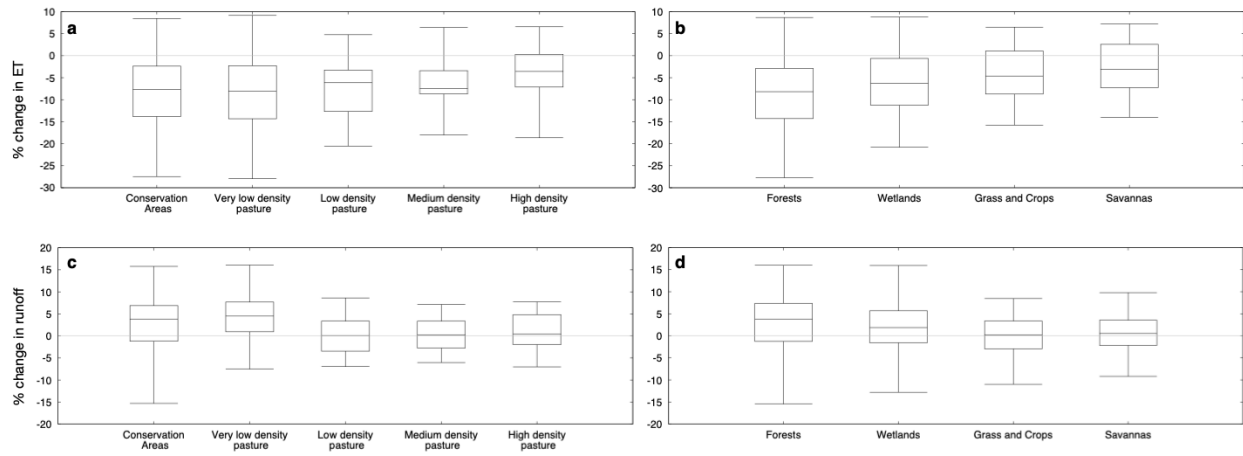 a
% change in ET
10
5
0
-5
-10
-15
-20
-25
-30
Conservation Areas
Very low density pasture
Low density pasture
Medium density pasture
High density pasture
b
10
5
0
-5
-10
-15
-20
-25
-30
Forests
Wetlands
Grass and Crops
Savannas
c
% change in runoff
20
15
10
5
0
-5
-10
-15
-20
Conservation Areas
Very low density pasture
Low density pasture
Medium density pasture
High density pasture
d
20
15
10
5
0
-5
-10
-15
-20
Forests
Wetlands
Grass and Crops
Savannas